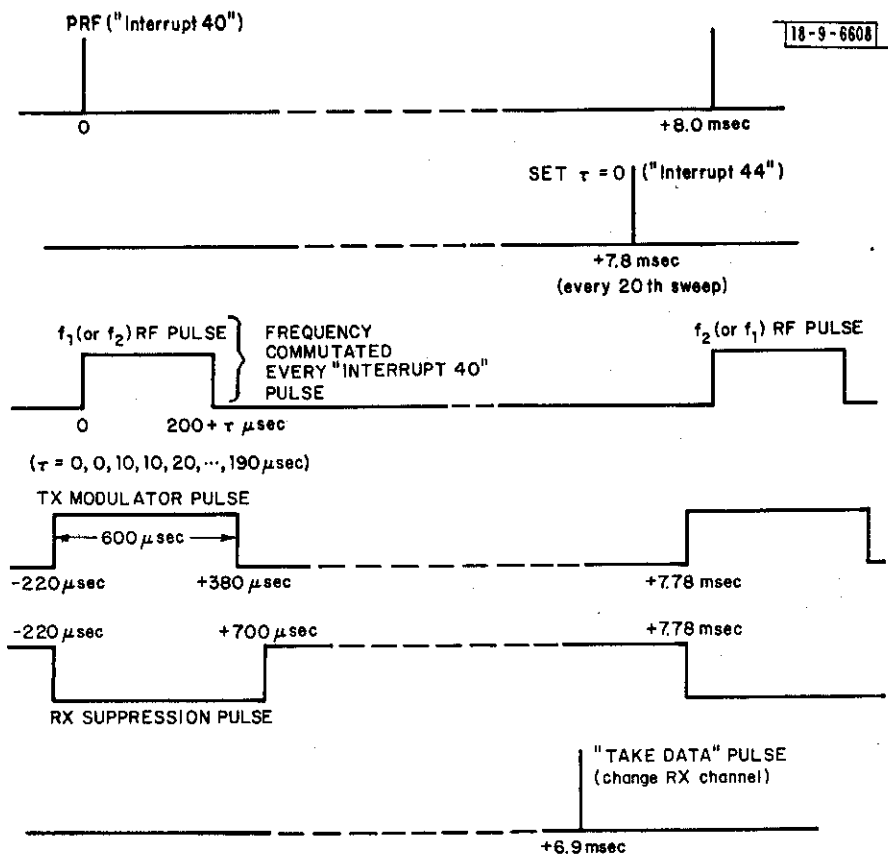 PRF ("Interrupt 40")
18-9-6608
0
+8.0 msec
SET τ = 0 ("Interrupt 44")
+7.8 msec
(every 20th sweep)
f₁ (or f₂) RF PULSE
FREQUENCY
COMMUTATED
EVERY "INTERRUPT 40"
PULSE
f₂ (or f₁) RF PULSE
0
200 + τ μsec
(τ = 0, 0, 10, 10, 20, ···, 190 μsec)
TX MODULATOR PULSE
600 μsec
-220 μsec
+380 μsec
+7.78 msec
-220 μsec
+700 μsec
+7.78 msec
RX SUPPRESSION PULSE
"TAKE DATA" PULSE
(change RX channel)
+6.9 msec